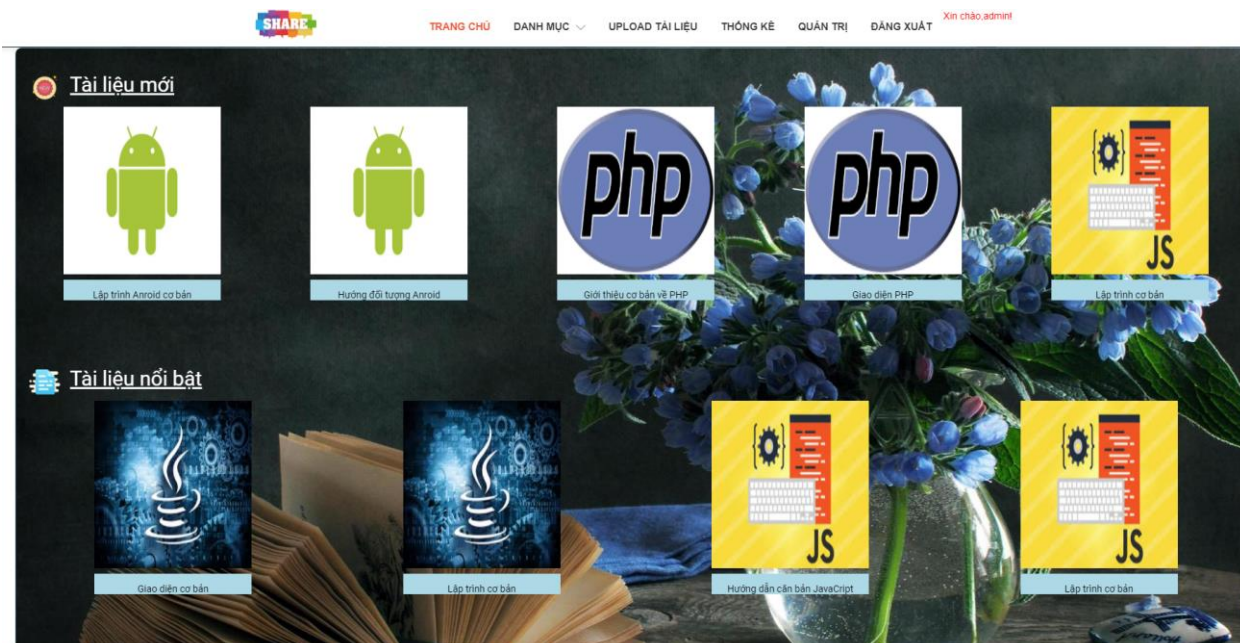 SHARE
TRANG CHỦ DANH MỤC UPLOAD TÀI LIỆU THỐNG KÊ QUẢN TRỊ ĐĂNG XUẤT Xin chào,admin!
Tài liệu mới
php php
JS
Lập trình Anroid cơ bản Hướng đối tượng Anroid Giới thiệu cơ bản về PHP Giao diện PHP Lập trình cơ bản
Tài liệu nổi bật
JS JS
Giao diện cơ bản Lập trình cơ bản Hướng dẫn căn bản JavaCript Lập trình cơ bản